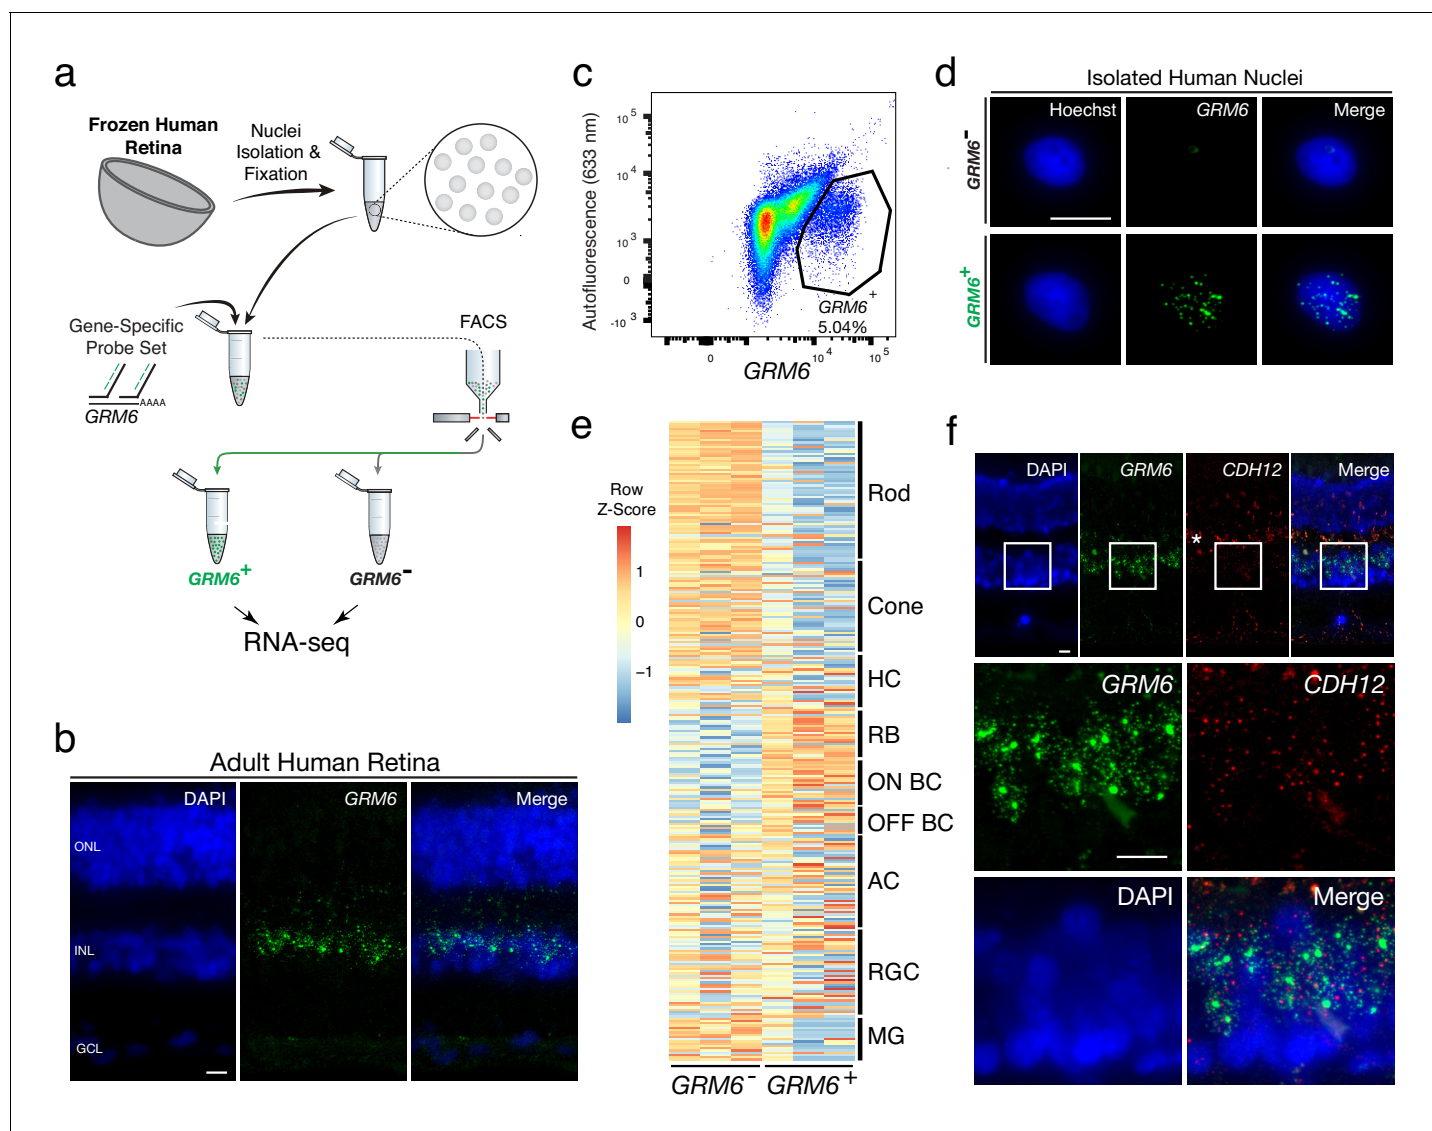 a
Frozen Human
Retina
Nuclei
Isolation &
Fixation
Gene-Specific
Probe Set
AAAA
GRM6
FACS
GRM6+
GRM6-
RNA-seq
b
Adult Human Retina
DAPI
GRM6
Merge
ONL
INL
GCL
c
Autofluorescence (633 nm)
10 5
10 4
10 3
0
-10 3
GRM6+
5.04%
0
10 4
10 5
GRM6
d
Isolated Human Nuclei
Hoechst
GRM6
Merge
GRM6-
GRM6+
e
Row
Z-Score
1
0
−1
Rod
Cone
HC
RB
ON BC
OFF BC
AC
RGC
MG
GRM6-
GRM6+
f
DAPI
GRM6
CDH12
Merge
*
GRM6
CDH12
DAPI
Merge